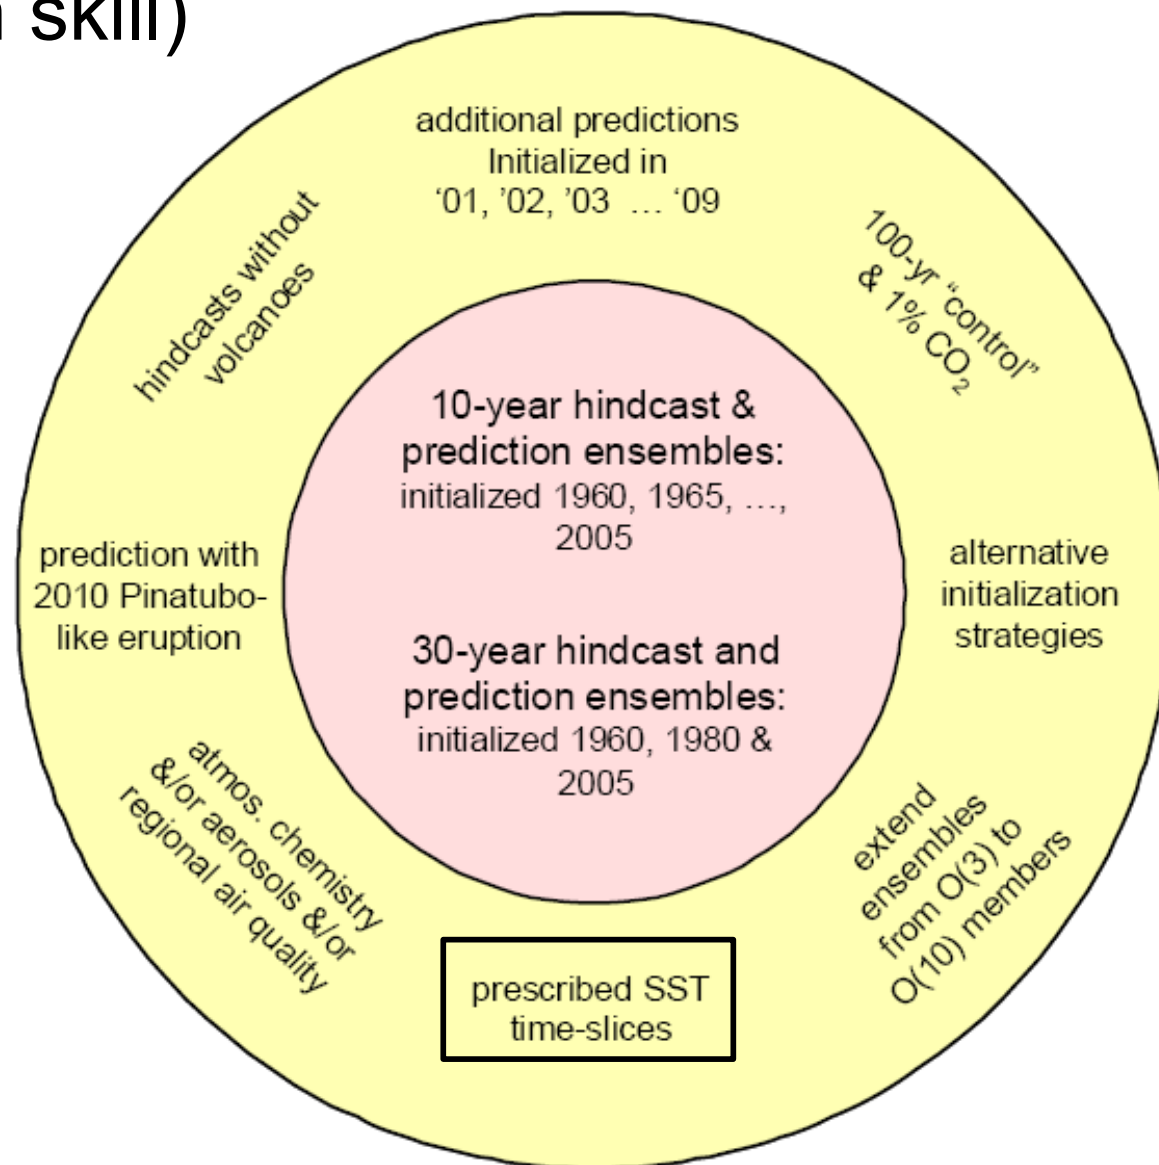 skill)
additional predictions
Initialized in
‘01, ’02, ’03 … ‘09
hindcasts without
volcanoes
100-yr “control”
& 1% CO₂
10-year hindcast &
prediction ensembles:
initialized 1960, 1965, …,
2005
prediction with
2010 Pinatubo-
like eruption
alternative
initialization
strategies
30-year hindcast and
prediction ensembles:
initialized 1960, 1980 &
2005
atmos. chemistry
&/or aerosols &/or
regional air quality
extend
ensembles
from O(3) to
O(10) members
prescribed SST
time-slices